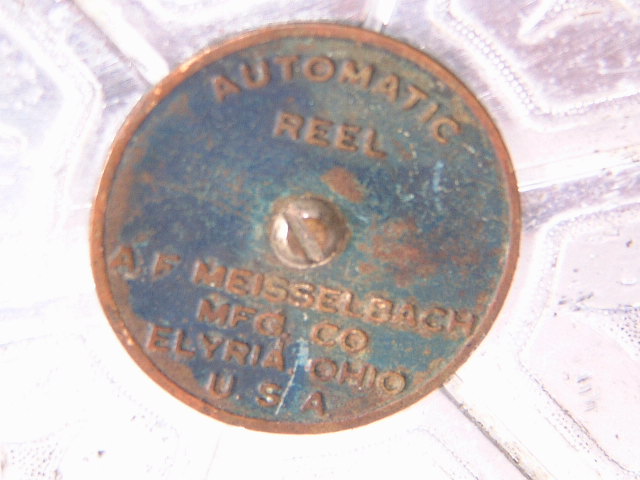 AUTOMATIC
REEL
A.F MEISSELBACH
MFG. CO
ELYRIA, OHIO
U.S.A.